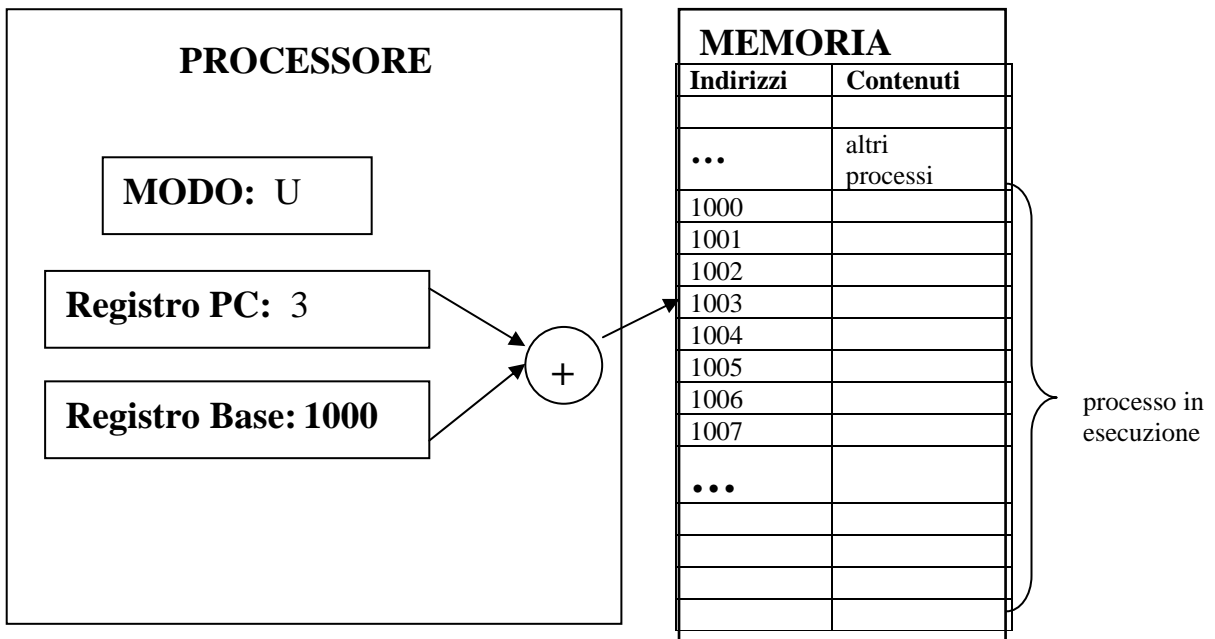 PROCESSORE
MODO: U
Registro PC: 3
Registro Base: 1000
+
MEMORIA
Indirizzi Contenuti
... altri
processi
1000
1001
1002
1003
1004
1005
1006
1007
...
processo in
esecuzione